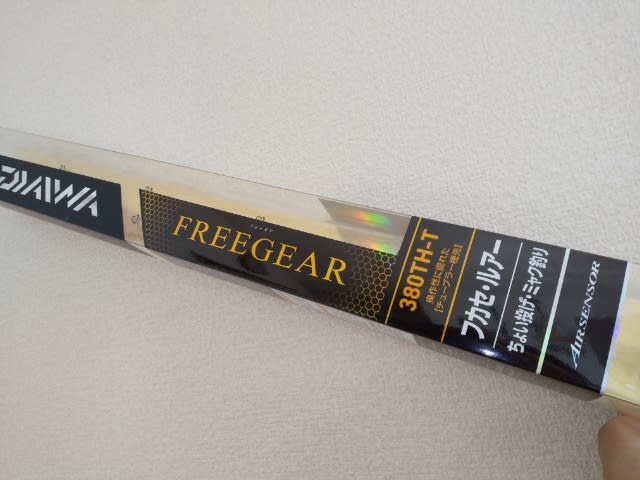 DAIWA
フリーギア
FREEGEAR
380TH-T
操作性に優れた
【チューブラー穂先】
フカセ・ルアー
ちょい投げ・ミャク釣り
AIRSENSOR